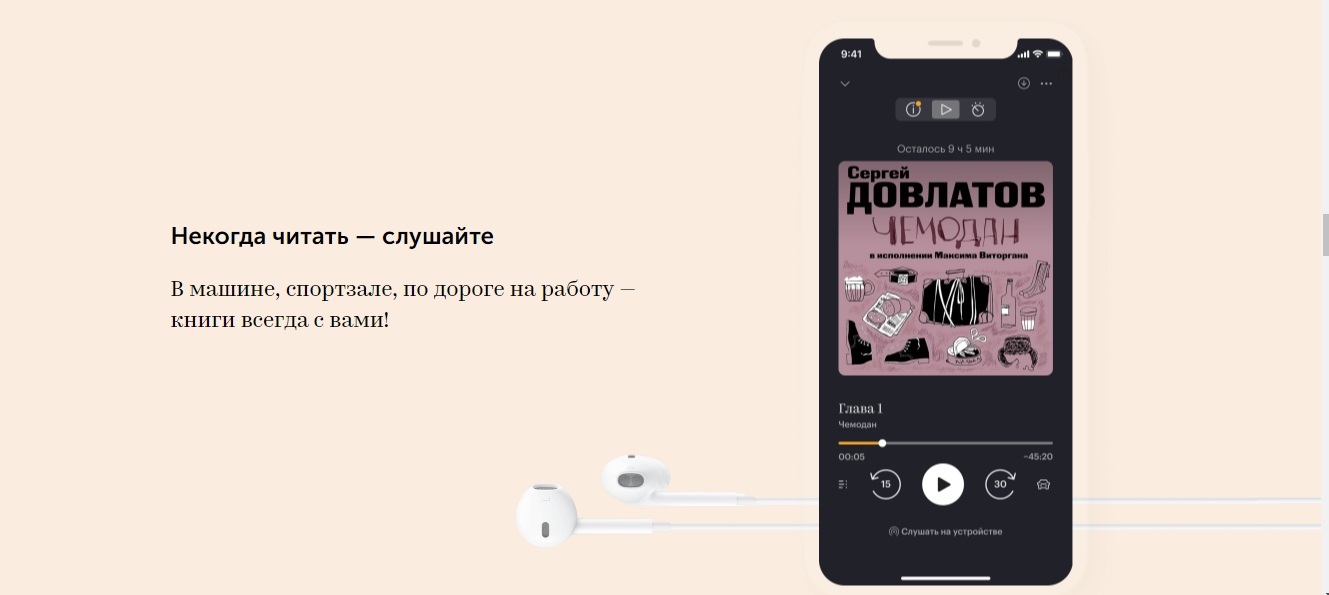 Некогда читать — слушайте
В машине, спортзале, по дороге на работу —
книги всегда с вами!
9:41
Осталось 9 ч 5 мин
Сергей
ДОВЛАТОВ
ЧЕМОДАН
в исполнении Максима Виторгана
Глава 1
Чемодан
00:05
-45:20
15
30
Слушать на устройстве